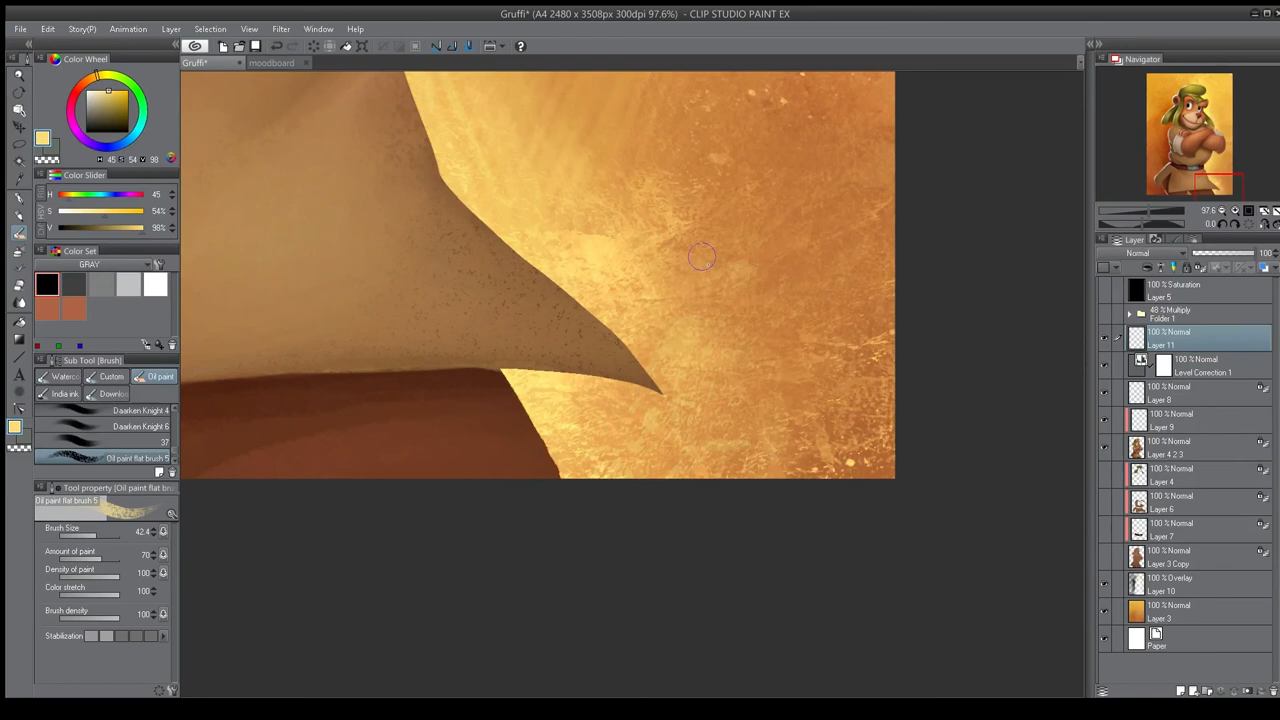 Gruffi* (A4 2480 x 3508px 300dpi 97.6%)  - CLIP STUDIO PAINT EX
File Edit Story(P) Animation Layer Selection View Filter Window Help
Color Wheel
H 45 S 54 V 98
Color Slider
H 45
S 54%
V 98%
Color Set
GRAY
Sub Tool [Brush]
Waterco Custom Oil paint
India ink Downlo
Daarken Knight 4
Daarken Knight 6
37
Oil paint flat brush 5
Tool property [Oil paint flat bru
Oil paint flat brush 5
Brush Size 42.4
Amount of paint 70
Density of paint 100
Color stretch 100
Brush density 100
Stabilization
Gruffi* moodboard
Navigator
97.6
0.0
Layer
Normal 100
100 % Saturation
Layer 5
48 % Multiply
Folder 1
100 % Normal
Layer 11
100 % Normal
Level Correction 1
100 % Normal
Layer 8
100 % Normal
Layer 9
100 % Normal
Layer 4 2 3
100 % Normal
Layer 4
100 % Normal
Layer 6
100 % Normal
Layer 7
100 % Normal
Layer 3 Copy
100 % Overlay
Layer 10
100 % Normal
Layer 3
Paper